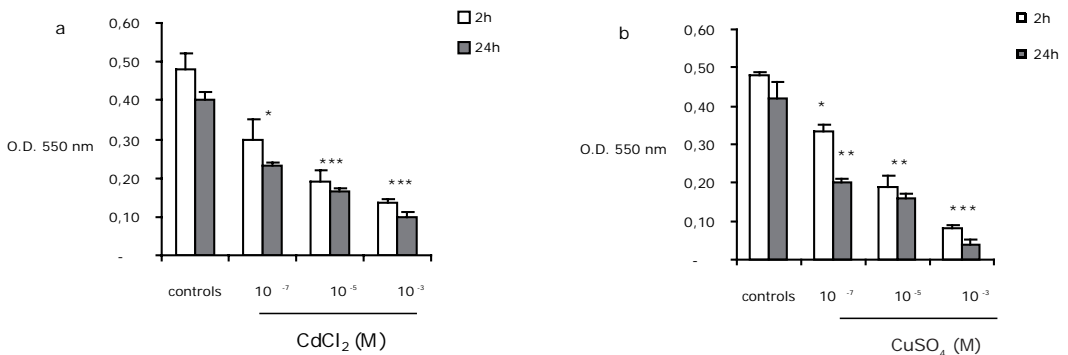 a
0,60
0,50
0,40
0,30
0,20
0,10
-
O.D. 550 nm
2h
24h
*
***
***
controls
10 -7
10 -5
10 -3
CdCl2 (M)
b
0,60
0,50
0,40
0,30
0,20
0,10
-
O.D. 550 nm
2h
24h
*
**
**
***
controls
10 -7
10 -5
10 -3
CuSO4 (M)